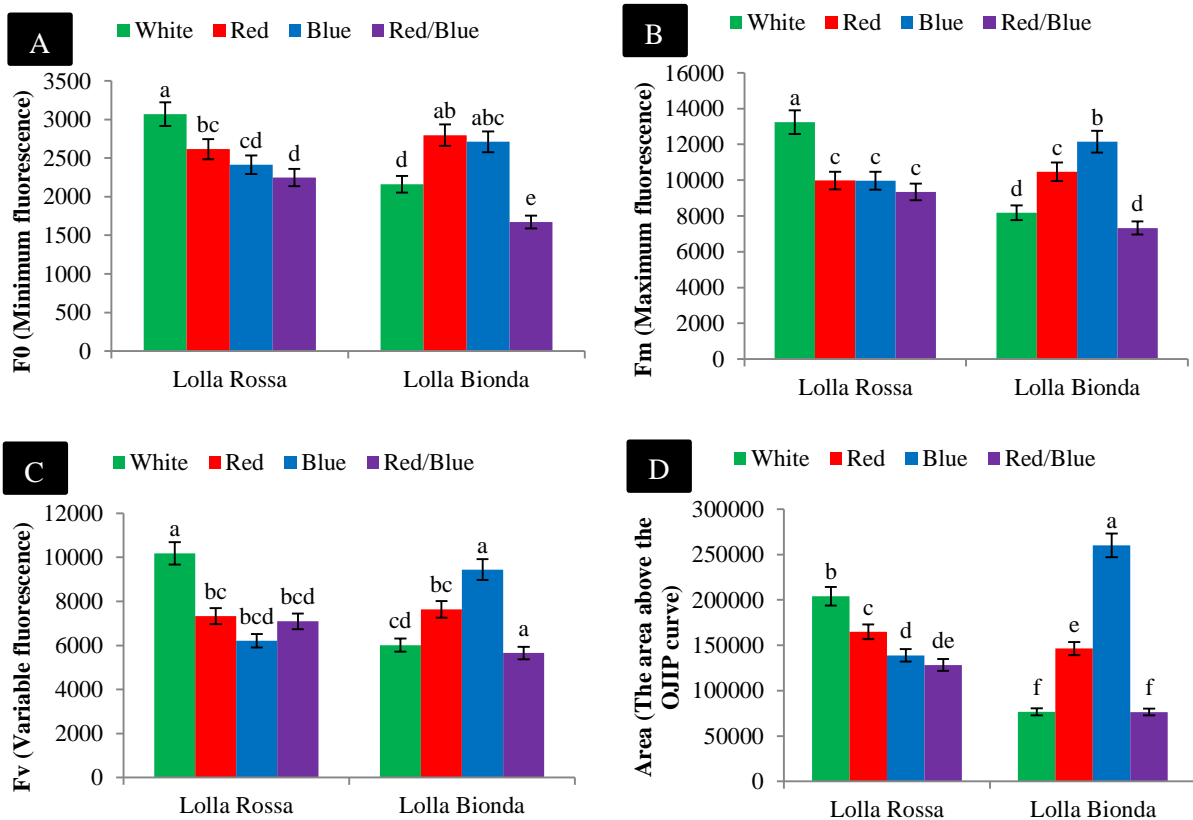 A
White Red Blue Red/Blue
F0 (Minimum fluorescence)
3500
3000
2500
2000
1500
1000
500
0
a
bc
cd
d
d
ab
abc
e
Lolla Rossa
Lolla Bionda
B
White Red Blue Red/Blue
Fm (Maximum fluorescence)
16000
14000
12000
10000
8000
6000
4000
2000
0
a
c
c
c
d
c
b
d
Lolla Rossa
Lolla Bionda
C
White Red Blue Red/Blue
Fv (Variable fluorescence)
12000
10000
8000
6000
4000
2000
0
a
bc
bcd
bcd
cd
bc
a
a
Lolla Rossa
Lolla Bionda
D
White Red Blue Red/Blue
Area (The area above the
OJIP curve)
300000
250000
200000
150000
100000
50000
0
b
c
d
de
f
e
a
f
Lolla Rossa
Lolla Bionda